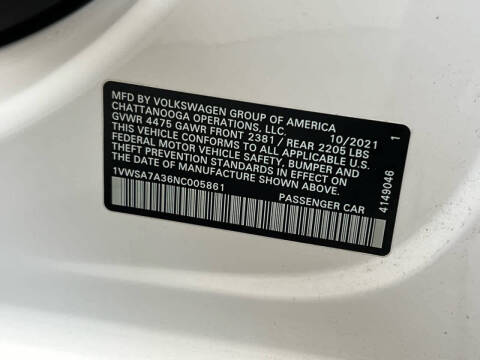 MFD BY VOLKSWAGEN GROUP OF AMERICA
CHATTANOOGA OPERATIONS, LLC. 10/2021
GVWR 4475 GAWR FRONT 2381 / REAR 2205 LBS
THIS VEHICLE CONFORMS TO ALL APPLICABLE U.S.
FEDERAL MOTOR VEHICLE SAFETY, BUMPER AND
THEFT PREVENTION STANDARDS IN EFFECT ON
THE DATE OF MANUFACTURE SHOWN ABOVE.
1VWSA7A36NC005861 PASSENGER CAR
4149046 1